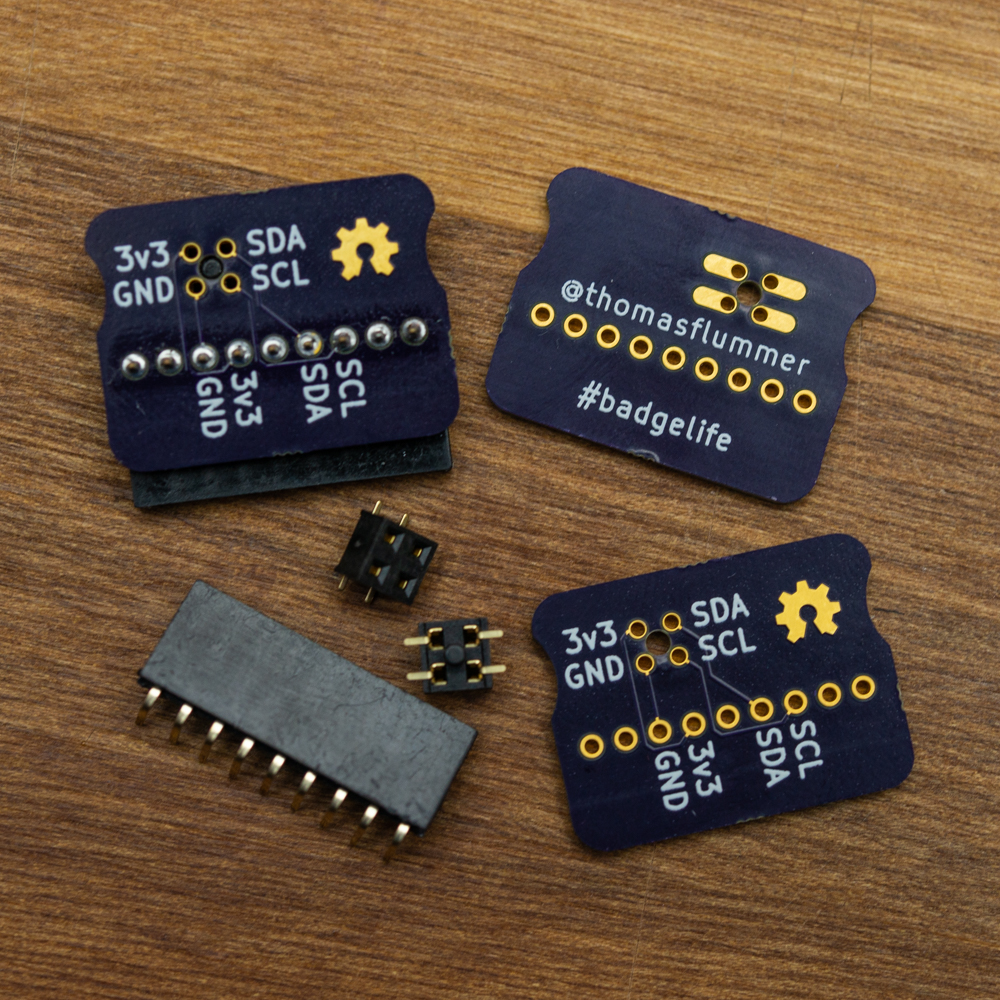 3v3 SDA
GND SCL
GND
3v3
SDA
SCL
@thomasflummer
#badgelife
3v3 SDA
GND SCL
GND
3v3
SDA
SCL